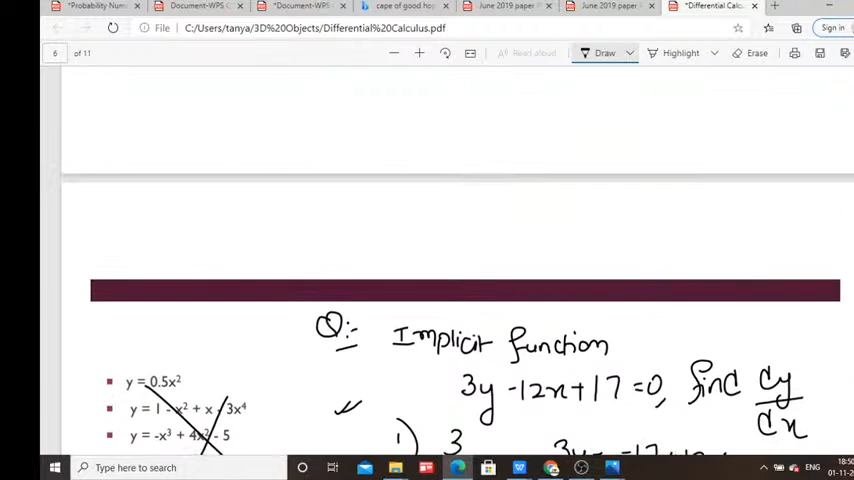 *Probability Num
Document-WPS C
*Document-WPS
cape of good hop
June 2019 paper P
June 2019 paper
*Differential Calc
File
C:/Users/tanya/3D%20Objects/Differential%20Calculus.pdf
Sign in
6 of 11
Read aloud
Draw
Highlight
Erase
Q:- Implicit function
3y -12x+17=0, find dy/dx
y = 0.5x²
y = 1 - x² + x - 3x⁴
y = -x³ + 4x² - 5
1) 3
Type here to search
18:50
01-11-2